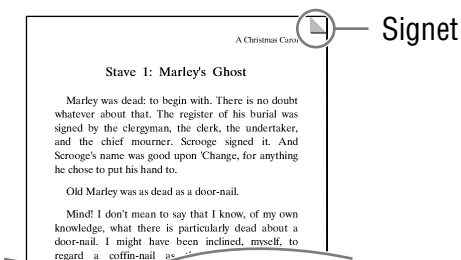 A Christmas Carol
Signet
Stave 1: Marley's Ghost
Marley was dead: to begin with. There is no doubt
whatever about that. The register of his burial was
signed by the clergyman, the clerk, the undertaker,
and the chief mourner. Scrooge signed it. And
Scrooge's name was good upon 'Change, for anything
he chose to put his hand to.
Old Marley was as dead as a door-nail.
Mind! I don't mean to say that I know, of my own
knowledge, what there is particularly dead about a
door-nail. I might have been inclined, myself, to
regard a coffin-nail as